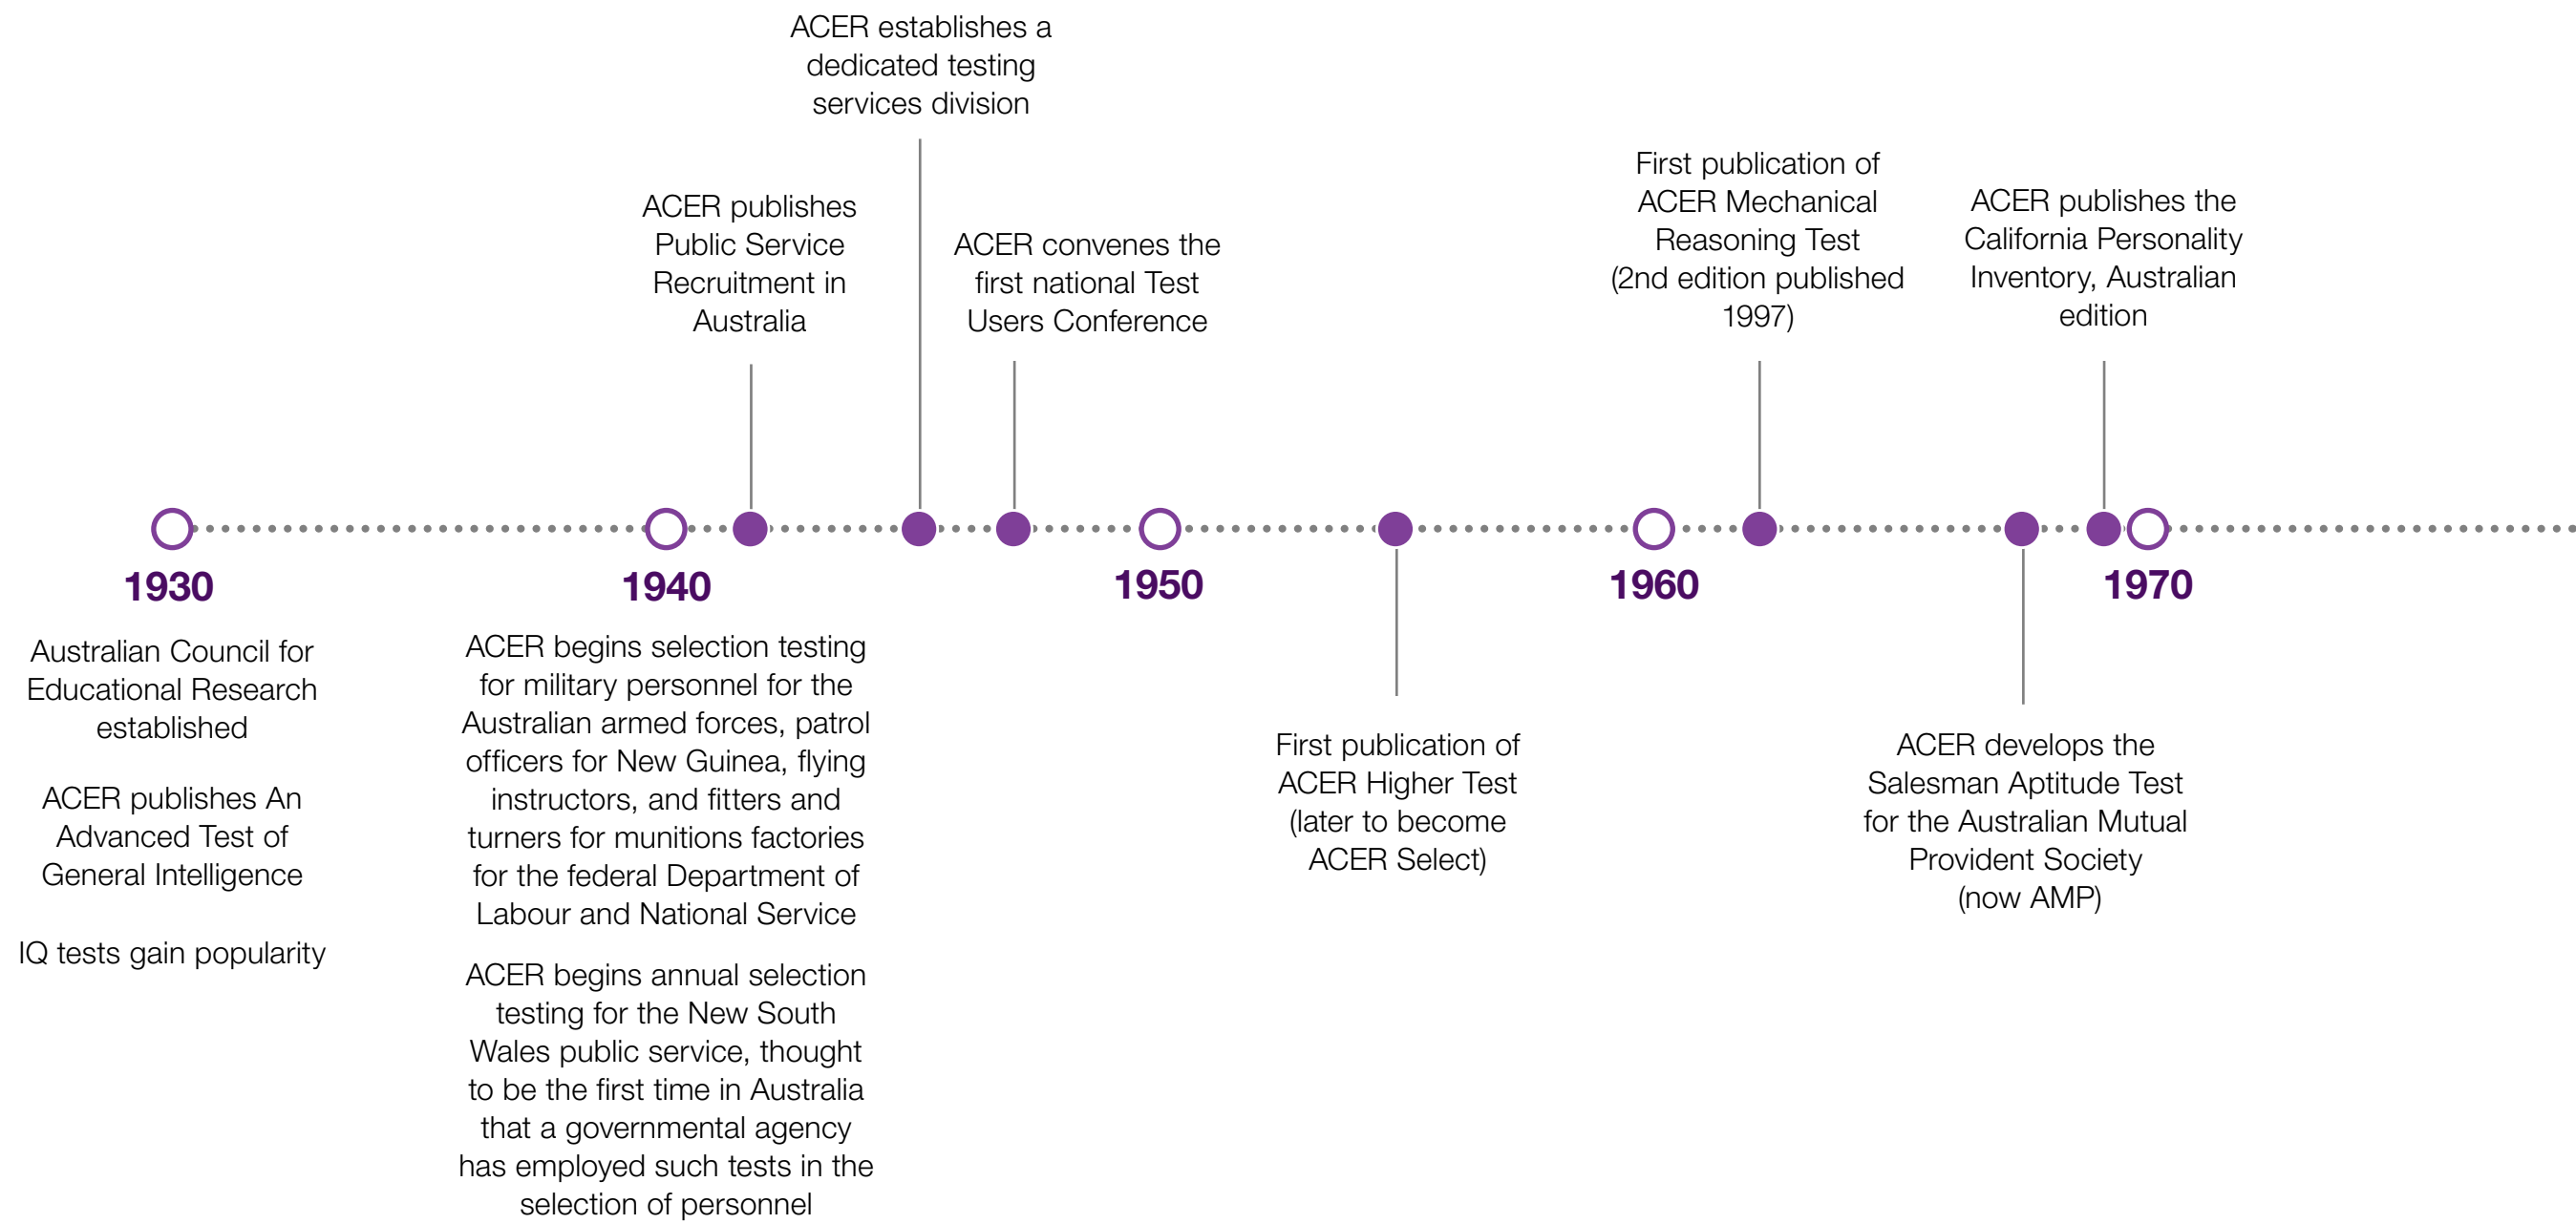 ACER establishes a
dedicated testing
services division
ACER publishes
Public Service
Recruitment in
Australia
ACER convenes the
first national Test
Users Conference
First publication of
ACER Mechanical
Reasoning Test
(2nd edition published
1997)
ACER publishes the
California Personality
Inventory, Australian
edition
1930
1940
1950
1960
1970
Australian Council for
Educational Research
established
ACER publishes An
Advanced Test of
General Intelligence
IQ tests gain popularity
ACER begins selection testing
for military personnel for the
Australian armed forces, patrol
officers for New Guinea, flying
instructors, and fitters and
turners for munitions factories
for the federal Department of
Labour and National Service
ACER begins annual selection
testing for the New South
Wales public service, thought
to be the first time in Australia
that a governmental agency
has employed such tests in the
selection of personnel
First publication of
ACER Higher Test
(later to become
ACER Select)
ACER develops the
Salesman Aptitude Test
for the Australian Mutual
Provident Society
(now AMP)